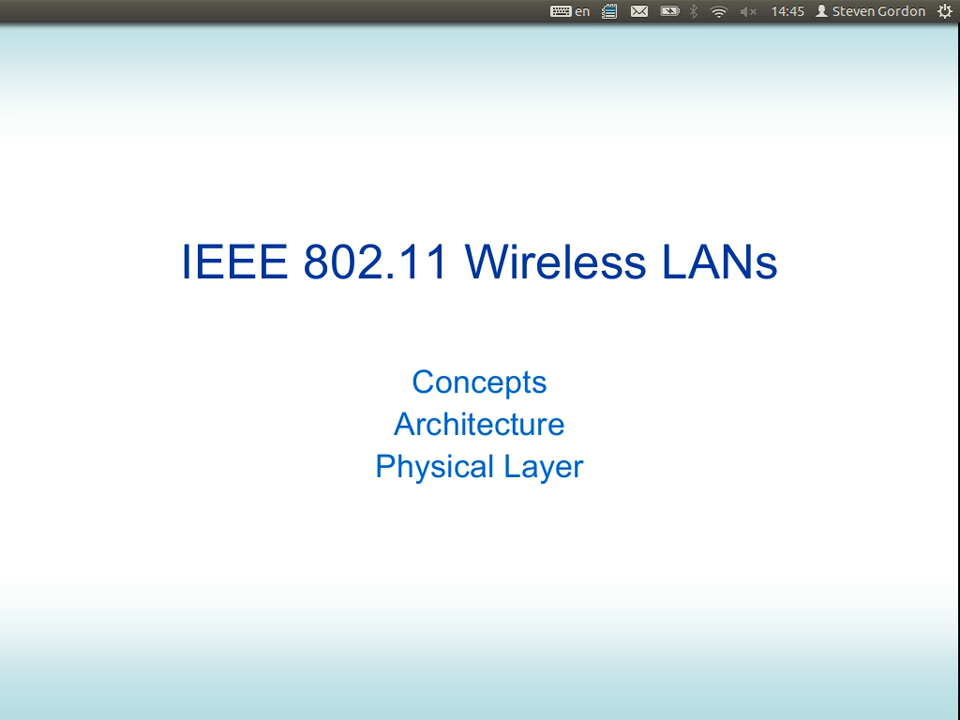 en 14:45 Steven Gordon
IEEE 802.11 Wireless LANs
Concepts
Architecture
Physical Layer